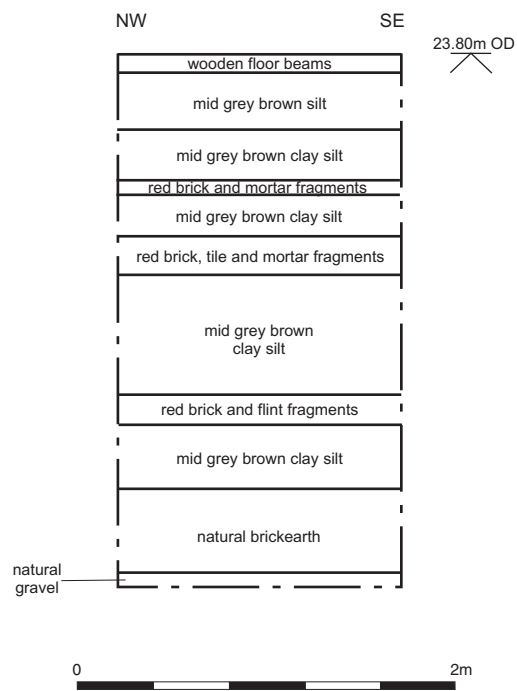 NW SE
23.80m OD
wooden floor beams
mid grey brown silt
mid grey brown clay silt
red brick and mortar fragments
mid grey brown clay silt
red brick, tile and mortar fragments
mid grey brown
clay silt
red brick and flint fragments
mid grey brown clay silt
natural brickearth
natural
gravel
0 2m